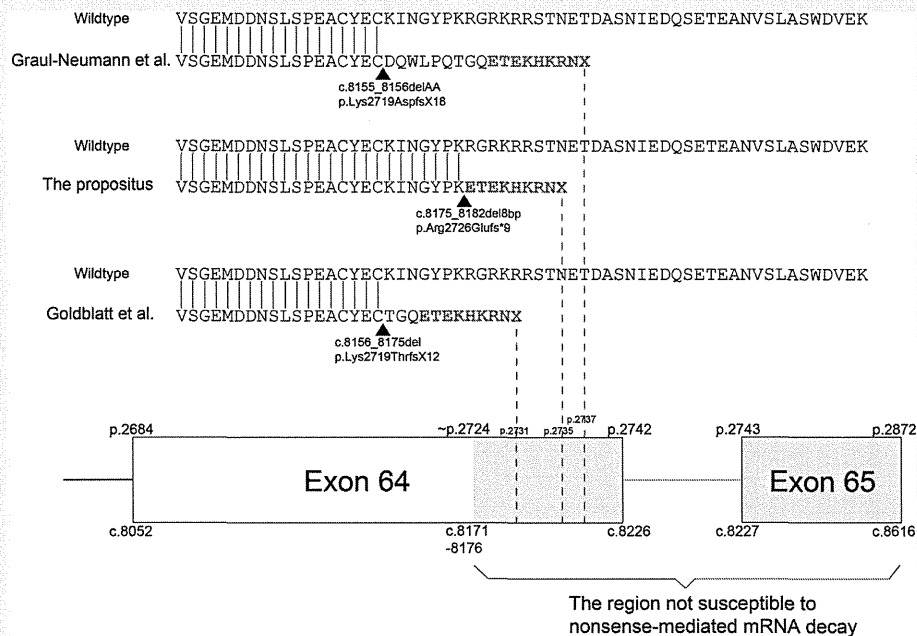 Wildtype VSGEMDDNSLSPEACYECKINGYPKRGRKRRSTNETDASNIEDQSETEANVSLASWDVEK
Graul-Neumann et al. VSGEMDDNSLSPEACYECDQWLPQTGQETEKHKRNX
c.8155_8156delAA
p.Lys2719AspfsX18
Wildtype VSGEMDDNSLSPEACYECKINGYPKRGRKRRSTNETDASNIEDQSETEANVSLASWDVEK
The propositus VSGEMDDNSLSPEACYECKINGYPKETEKHKRNX
c.8175_8182del8bp
p.Arg2726Glufs*9
Wildtype VSGEMDDNSLSPEACYECKINGYPKRGRKRRSTNETDASNIEDQSETEANVSLASWDVEK
Goldblatt et al. VSGEMDDNSLSPEACYECTGQETEKHKRNX
c.8156_8175del
p.Lys2719ThrfsX12
p.2684 ~p.2724 p.2731 p.2735 p.2737 p.2742 p.2743 p.2872
Exon 64 Exon 65
c.8052 c.8171 c.8226 c.8227 c.8616
-8176
The region not susceptible to
nonsense-mediated mRNA decay